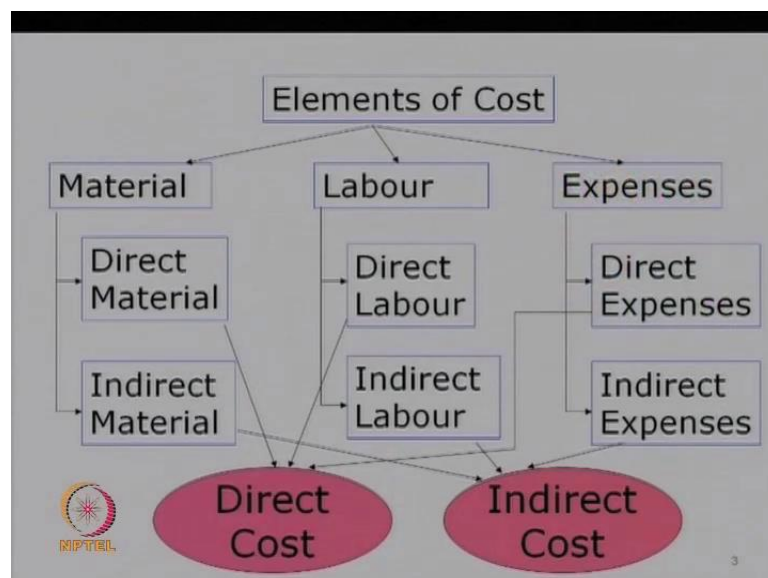 Elements of Cost
Material
Labour
Expenses
Direct
Material
Direct
Labour
Direct
Expenses
Indirect
Material
Indirect
Labour
Indirect
Expenses
Direct
Cost
Indirect
Cost
NPTEL
3